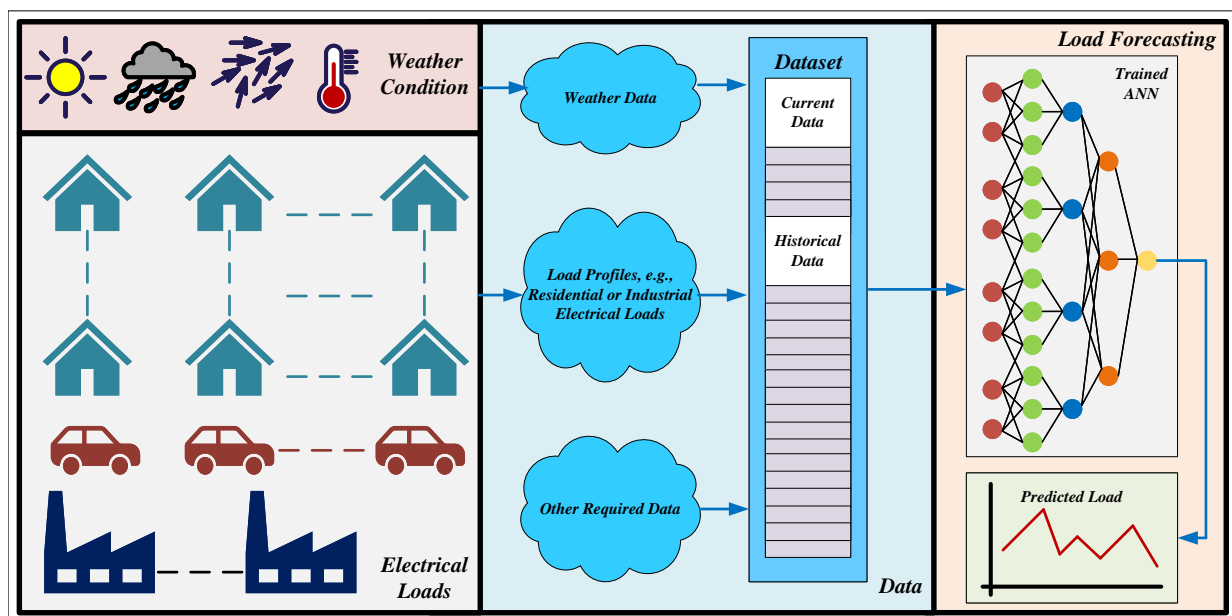 Weather
Condition
Electrical
Loads
Weather Data
Load Profiles, e.g.,
Residential or Industrial
Electrical Loads
Other Required Data
Dataset
Current
Data
Historical
Data
Data
Load Forecasting
Trained
ANN
Predicted Load